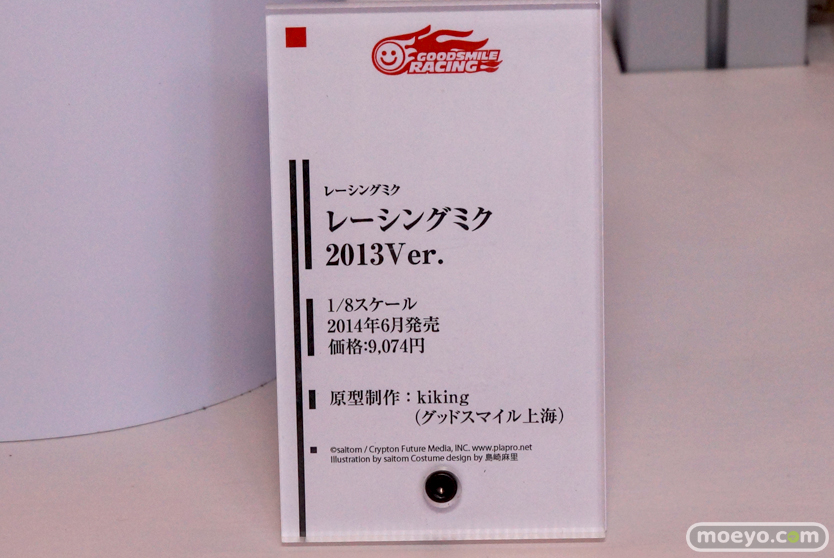 GOODSMILE
RACING
レーシングミク
レーシングミク
2013Ver.
1/8スケール
2014年6月発売
価格:9,074円
原型制作：kiking
（グッドスマイル上海）
©saitom / Crypton Future Media, INC. www.piapro.net
Illustration by saitom Costume design by 島崎麻里
moeyo.com